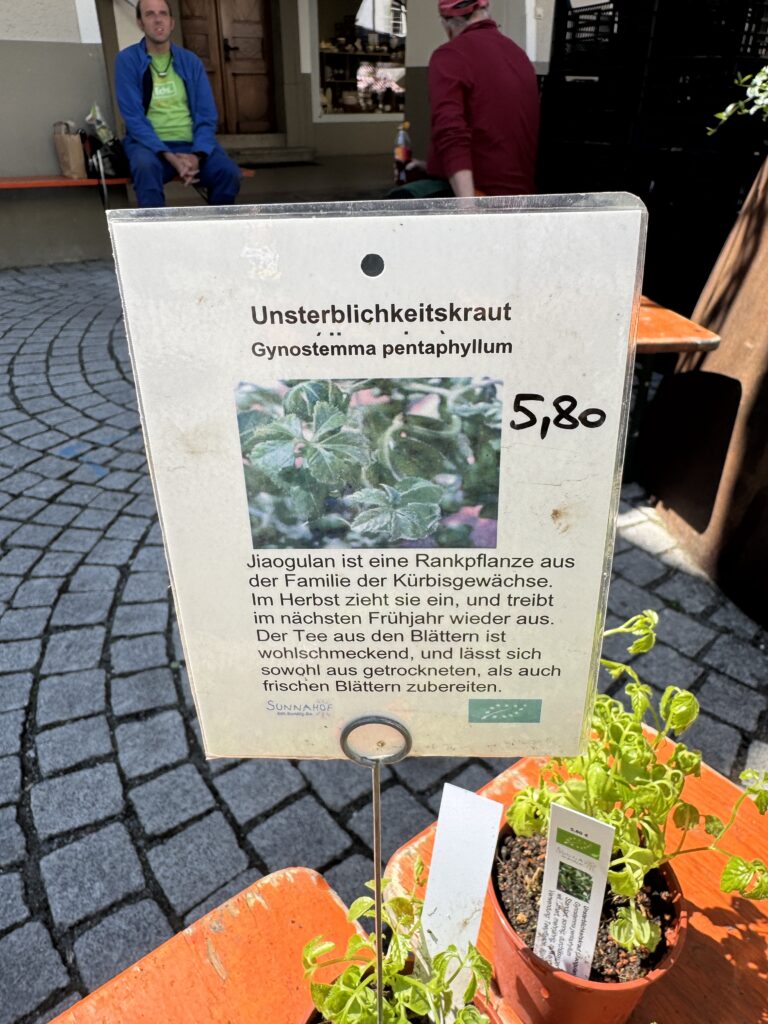 Unsterblichkeitskraut
Gynostemma pentaphyllum
5,80
Jiaogulan ist eine Rankpflanze aus
der Familie der Kürbisgewächse.
Im Herbst zieht sie ein, und treibt
im nächsten Frühjahr wieder aus.
Der Tee aus den Blättern ist
wohlschmeckend, und lässt sich
sowohl aus getrockneten, als auch
frischen Blättern zubereiten.
SUNNAHOF
5,80 €